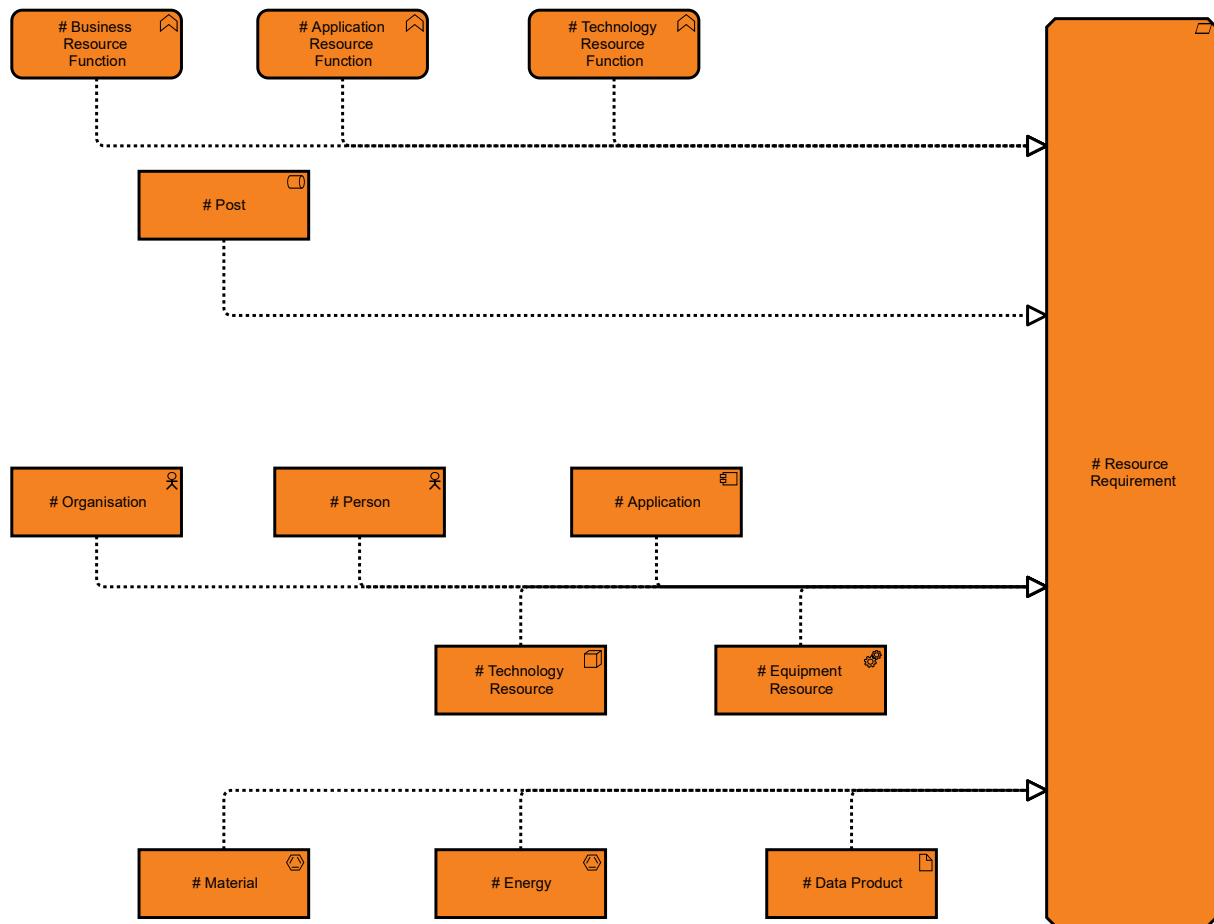 # Business
Resource
Function
# Application
Resource
Function
# Technology
Resource
Function
# Post
# Resource
Requirement
# Organisation
# Person
# Application
# Technology
Resource
# Equipment
Resource
# Material
# Energy
# Data Product